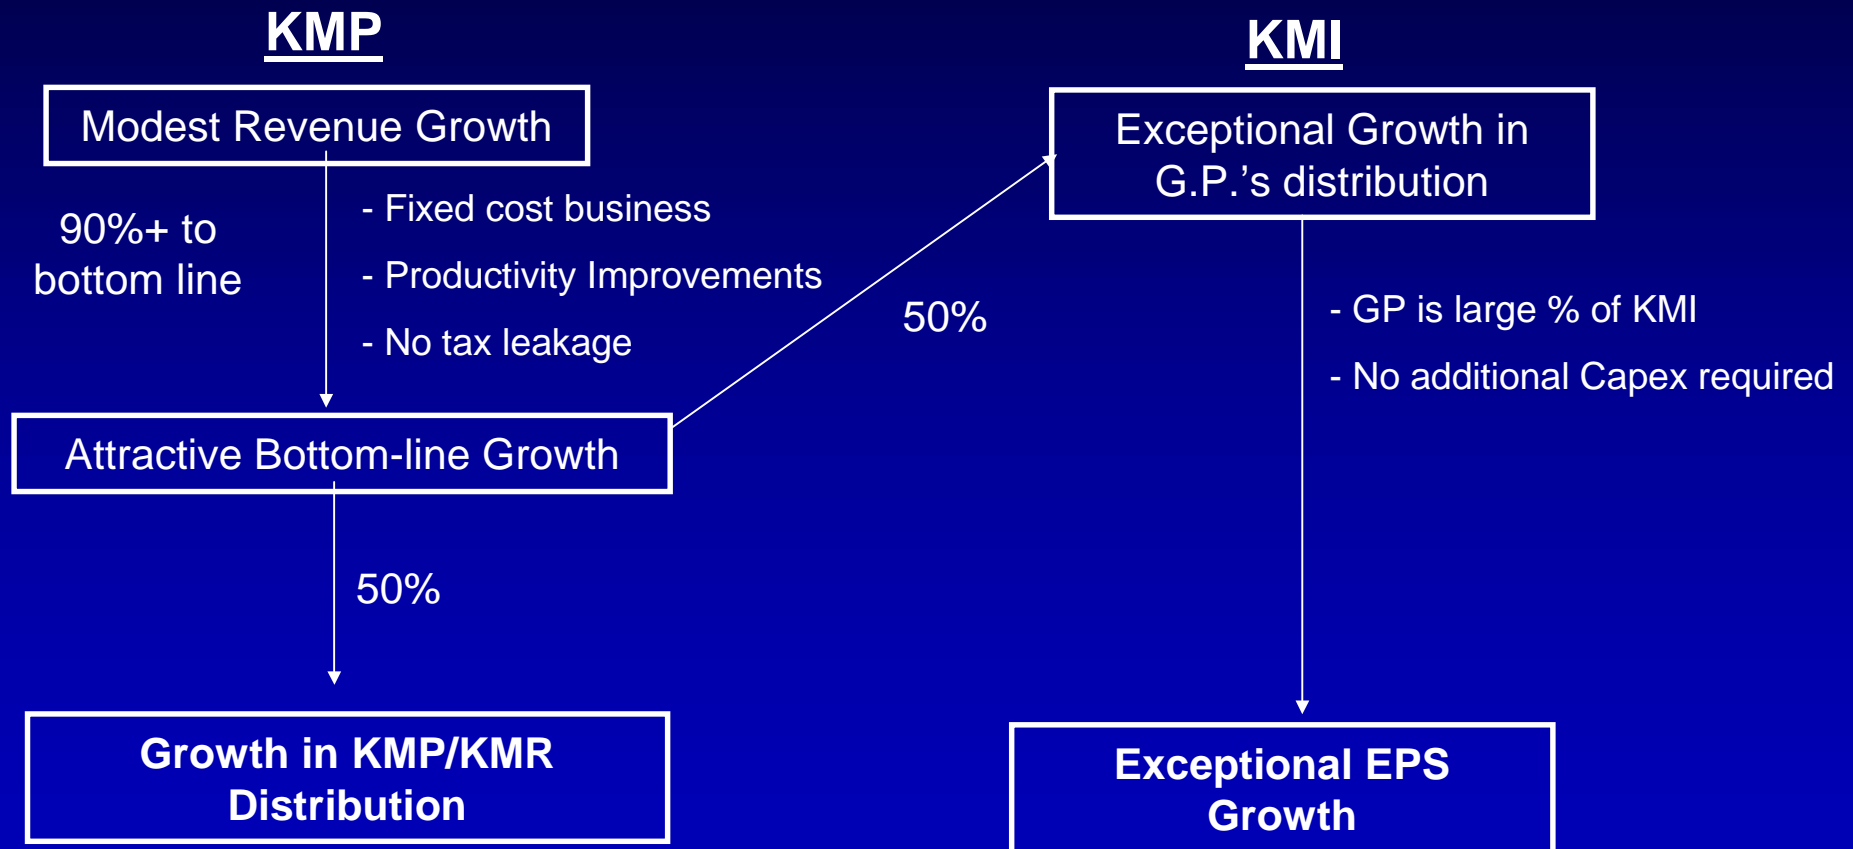 KMP
Modest Revenue Growth
90%+ to
bottom line
- Fixed cost business
- Productivity Improvements
- No tax leakage
Attractive Bottom-line Growth
50%
Growth in KMP/KMR
Distribution
50%
KMI
Exceptional Growth in
G.P.’s distribution
- GP is large % of KMI
- No additional Capex required
Exceptional EPS
Growth